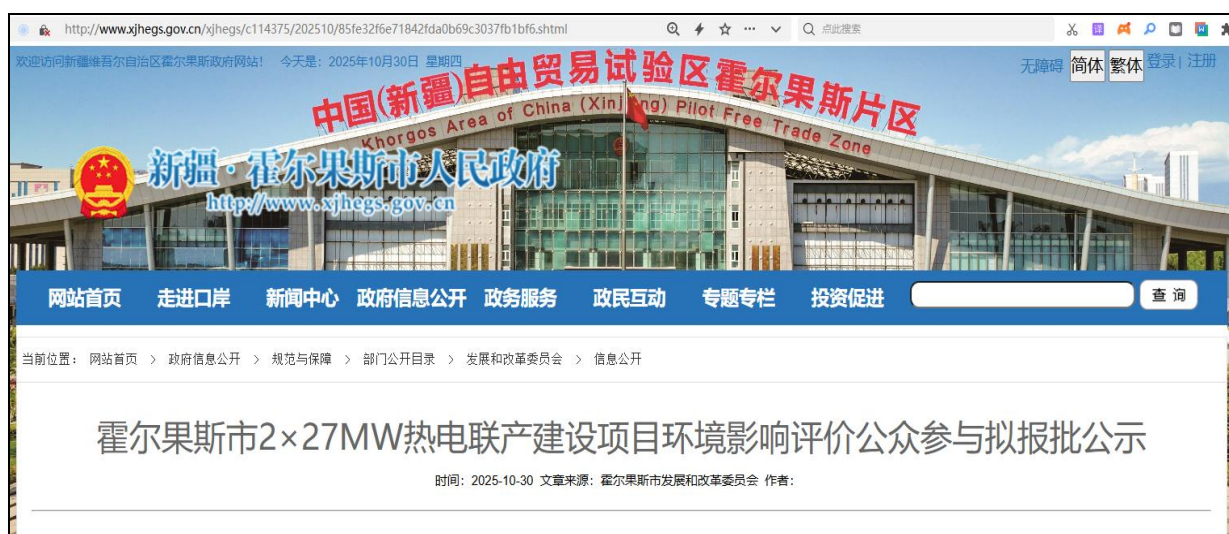 http://www.xjhegs.gov.cn/xjhegs/c114375/202510/85fe32f6e71842fda0b69c3037fb1bf6.shtml
点此搜索
欢迎访问新疆维吾尔自治区霍尔果斯政府网站! 今天是：2025年10月30日 星期四
无障碍 简体 繁体 登录 | 注册
中国(新疆)自由贸易试验区霍尔果斯片区
Khorgos Area of China (Xinjiang) Pilot Free Trade Zone
新疆·霍尔果斯市人民政府
http://www.xjhegs.gov.cn
网站首页 走进口岸 新闻中心 政府信息公开 政务服务 政民互动 专题专栏 投资促进 查 询
当前位置： 网站首页 > 政府信息公开 > 规范与保障 > 部门公开目录 > 发展和改革委员会 > 信息公开
霍尔果斯市2×27MW热电联产建设项目环境影响评价公众参与拟报批公示
时间：2025-10-30 文章来源：霍尔果斯市发展和改革委员会 作者：